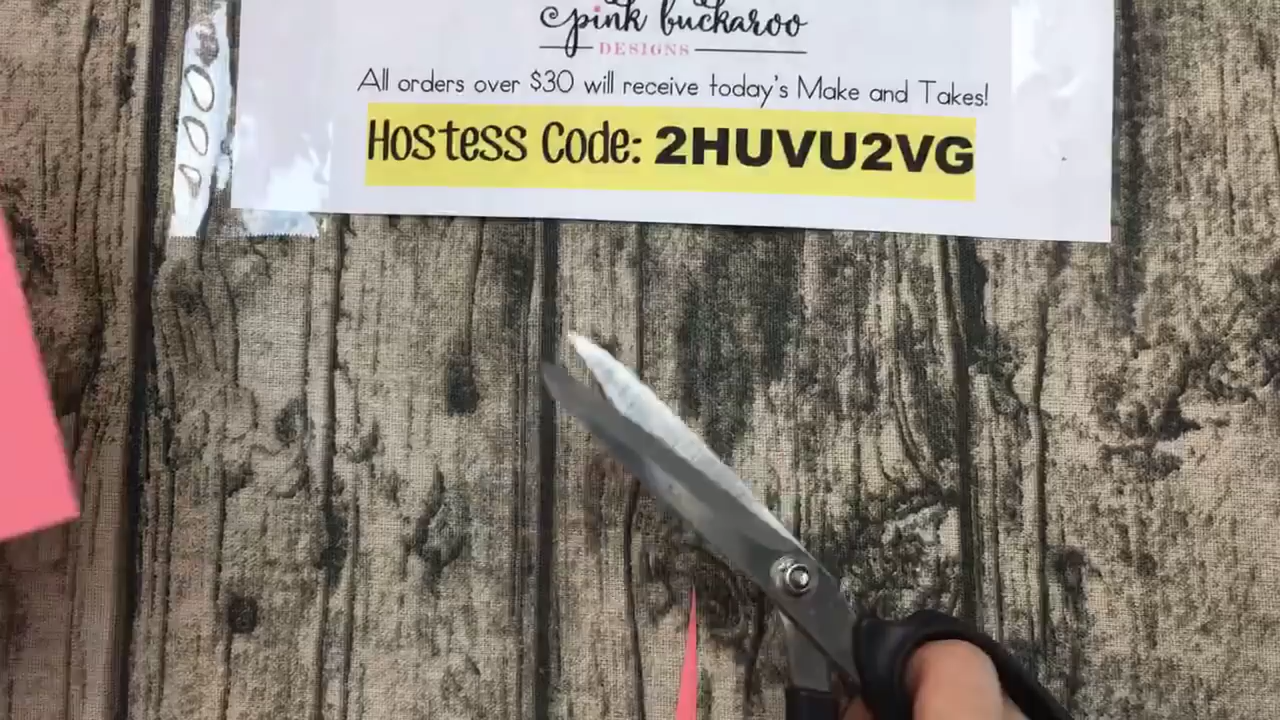 pink buckaroo
DESIGNS
All orders over $30 will receive today's Make and Takes!
Hostess Code: 2HUVU2VG